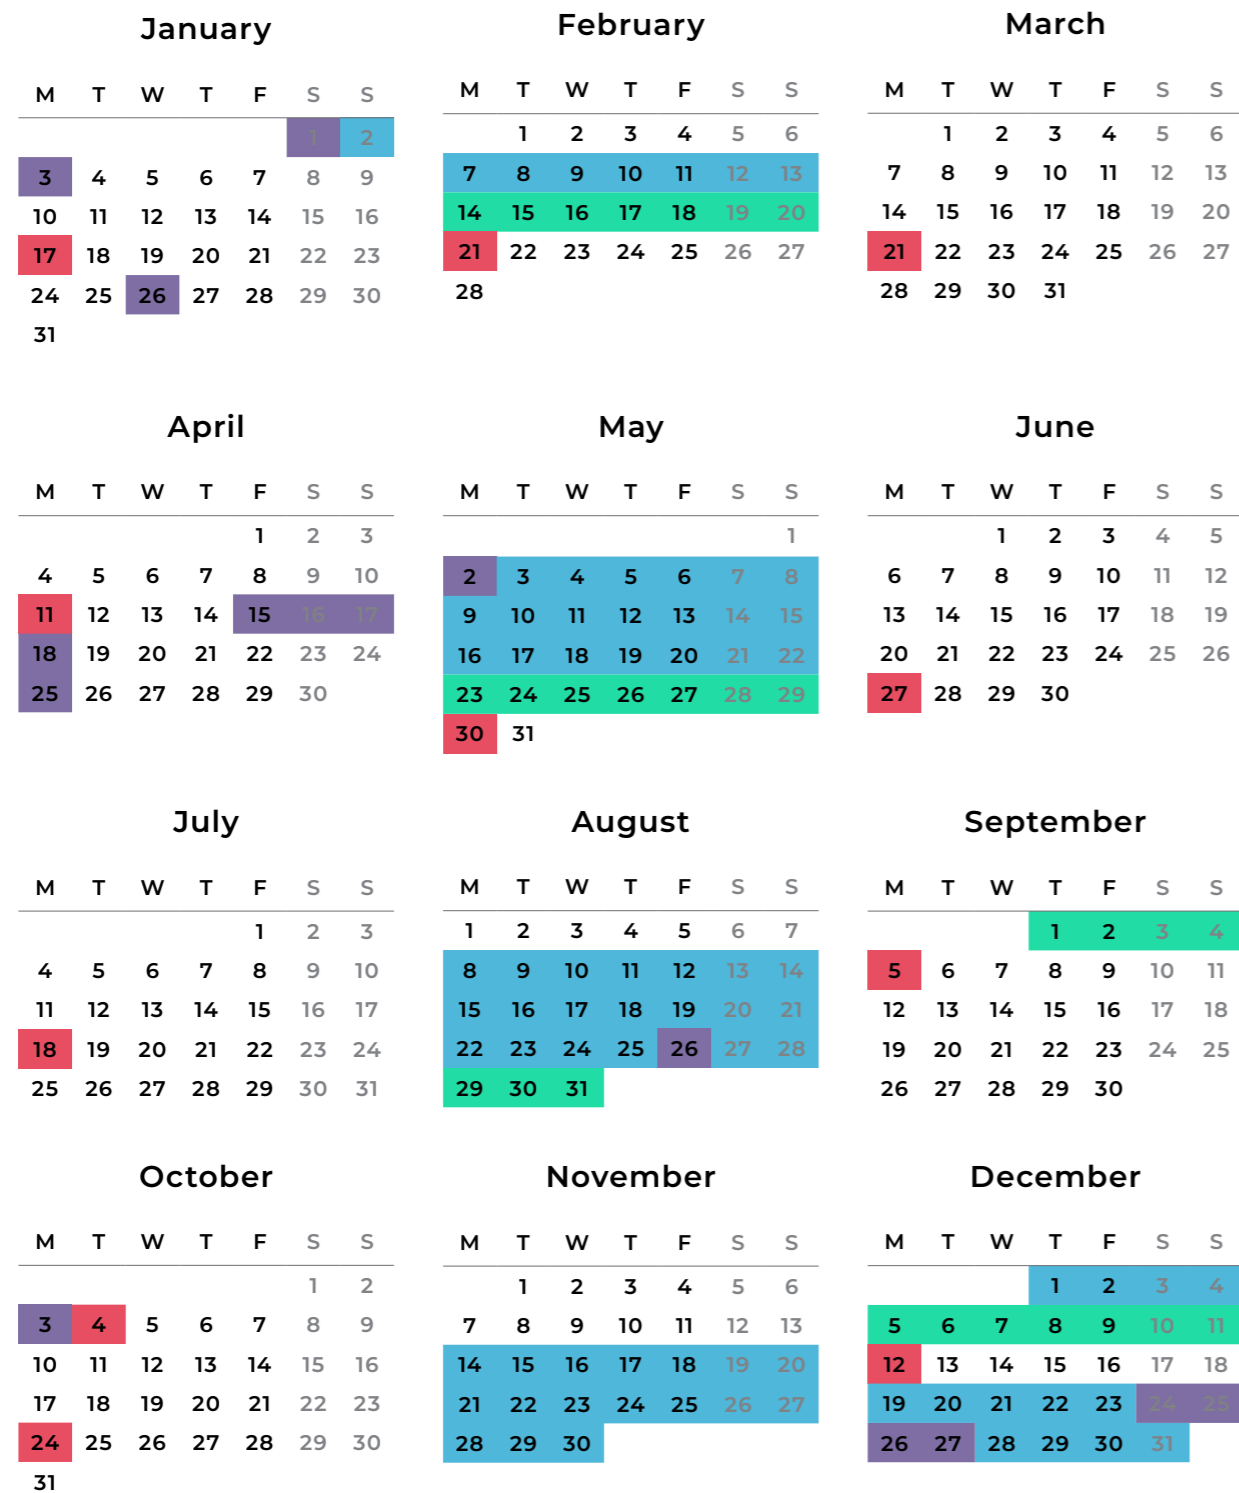 January February March
M T W T F S S M T W T F S S M T W T F S S
1 2 1 2 3 4 5 6 1 2 3 4 5 6
3 4 5 6 7 8 9 7 8 9 10 11 12 13 7 8 9 10 11 12 13
10 11 12 13 14 15 16 14 15 16 17 18 19 20 14 15 16 17 18 19 20
17 18 19 20 21 22 23 21 22 23 24 25 26 27 21 22 23 24 25 26 27
24 25 26 27 28 29 30 28 28 29 30 31
31
April May June
M T W T F S S M T W T F S S M T W T F S S
1 2 3 1 1 2 3 4 5
4 5 6 7 8 9 10 2 3 4 5 6 7 8 6 7 8 9 10 11 12
11 12 13 14 15 16 17 9 10 11 12 13 14 15 13 14 15 16 17 18 19
18 19 20 21 22 23 24 16 17 18 19 20 21 22 20 21 22 23 24 25 26
25 26 27 28 29 30 23 24 25 26 27 28 29 27 28 29 30
30 31
July August September
M T W T F S S M T W T F S S M T W T F S S
1 2 3 1 2 3 4 5 6 7 1 2 3 4
4 5 6 7 8 9 10 8 9 10 11 12 13 14 5 6 7 8 9 10 11
11 12 13 14 15 16 17 15 16 17 18 19 20 21 12 13 14 15 16 17 18
18 19 20 21 22 23 24 22 23 24 25 26 27 28 19 20 21 22 23 24 25
25 26 27 28 29 30 31 29 30 31 26 27 28 29 30
October November December
M T W T F S S M T W T F S S M T W T F S S
1 2 1 2 3 4 5 6 1 2 3 4
3 4 5 6 7 8 9 7 8 9 10 11 12 13 5 6 7 8 9 10 11
10 11 12 13 14 15 16 14 15 16 17 18 19 20 12 13 14 15 16 17 18
17 18 19 20 21 22 23 21 22 23 24 25 26 27 19 20 21 22 23 24 25
24 25 26 27 28 29 30 28 29 30 26 27 28 29 30 31
31